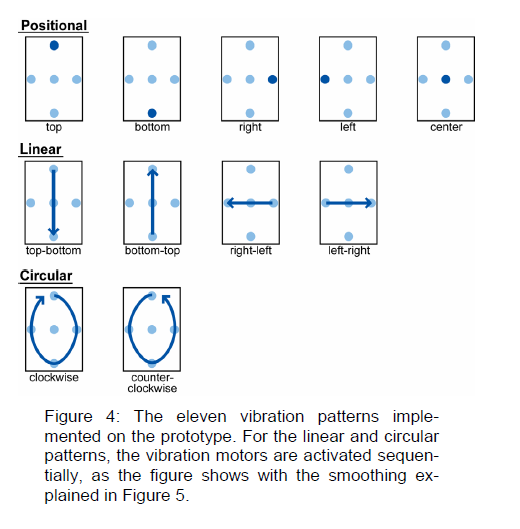 Positional
top bottom right left center
Linear
top-bottom bottom-top right-left left-right
Circular
clockwise counter-
clockwise
Figure 4: The eleven vibration patterns imple-
mented on the prototype. For the linear and circular
patterns, the vibration motors are activated sequen-
tially, as the figure shows with the smoothing ex-
plained in Figure 5.